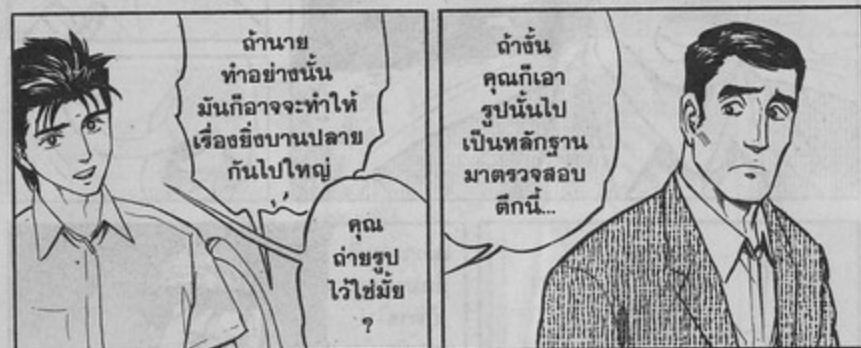 ถ้านาย
ทำอย่างนั้น
มันก็อาจจะทำให้
เรื่องยิ่งบานปลาย
กันไปใหญ่
คุณ
ถ่ายรูป
ไว้ใช่มั้ย
?
ถ้างั้น
คุณก็เอา
รูปนั้นไป
เป็นหลักฐาน
มาตรวจสอบ
ตึกนี้...